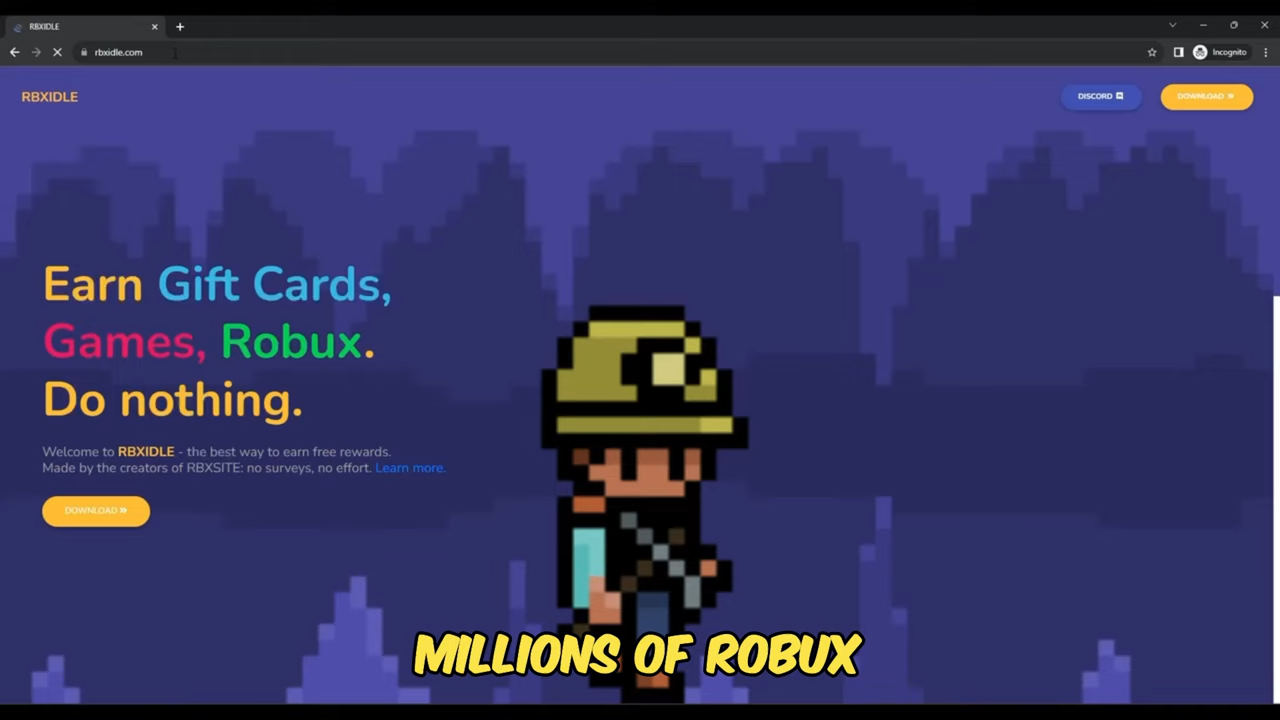 RBXIDLE
rbxidle.com
Incognito
RBXIDLE
DISCORD
DOWNLOAD »
Earn Gift Cards,
Games, Robux.
Do nothing.
Welcome to RBXIDLE - the best way to earn free rewards.
Made by the creators of RBXSITE: no surveys, no effort. Learn more.
DOWNLOAD »
MILLIONS OF ROBUX